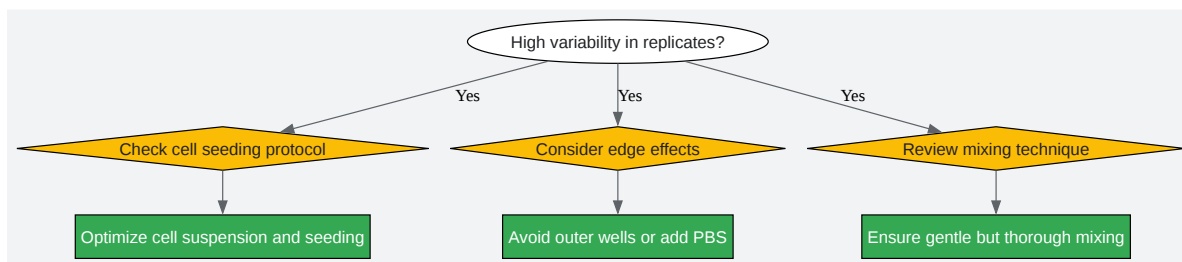 High variability in replicates?
Yes
Yes
Yes
Check cell seeding protocol
Consider edge effects
Review mixing technique
Optimize cell suspension and seeding
Avoid outer wells or add PBS
Ensure gentle but thorough mixing